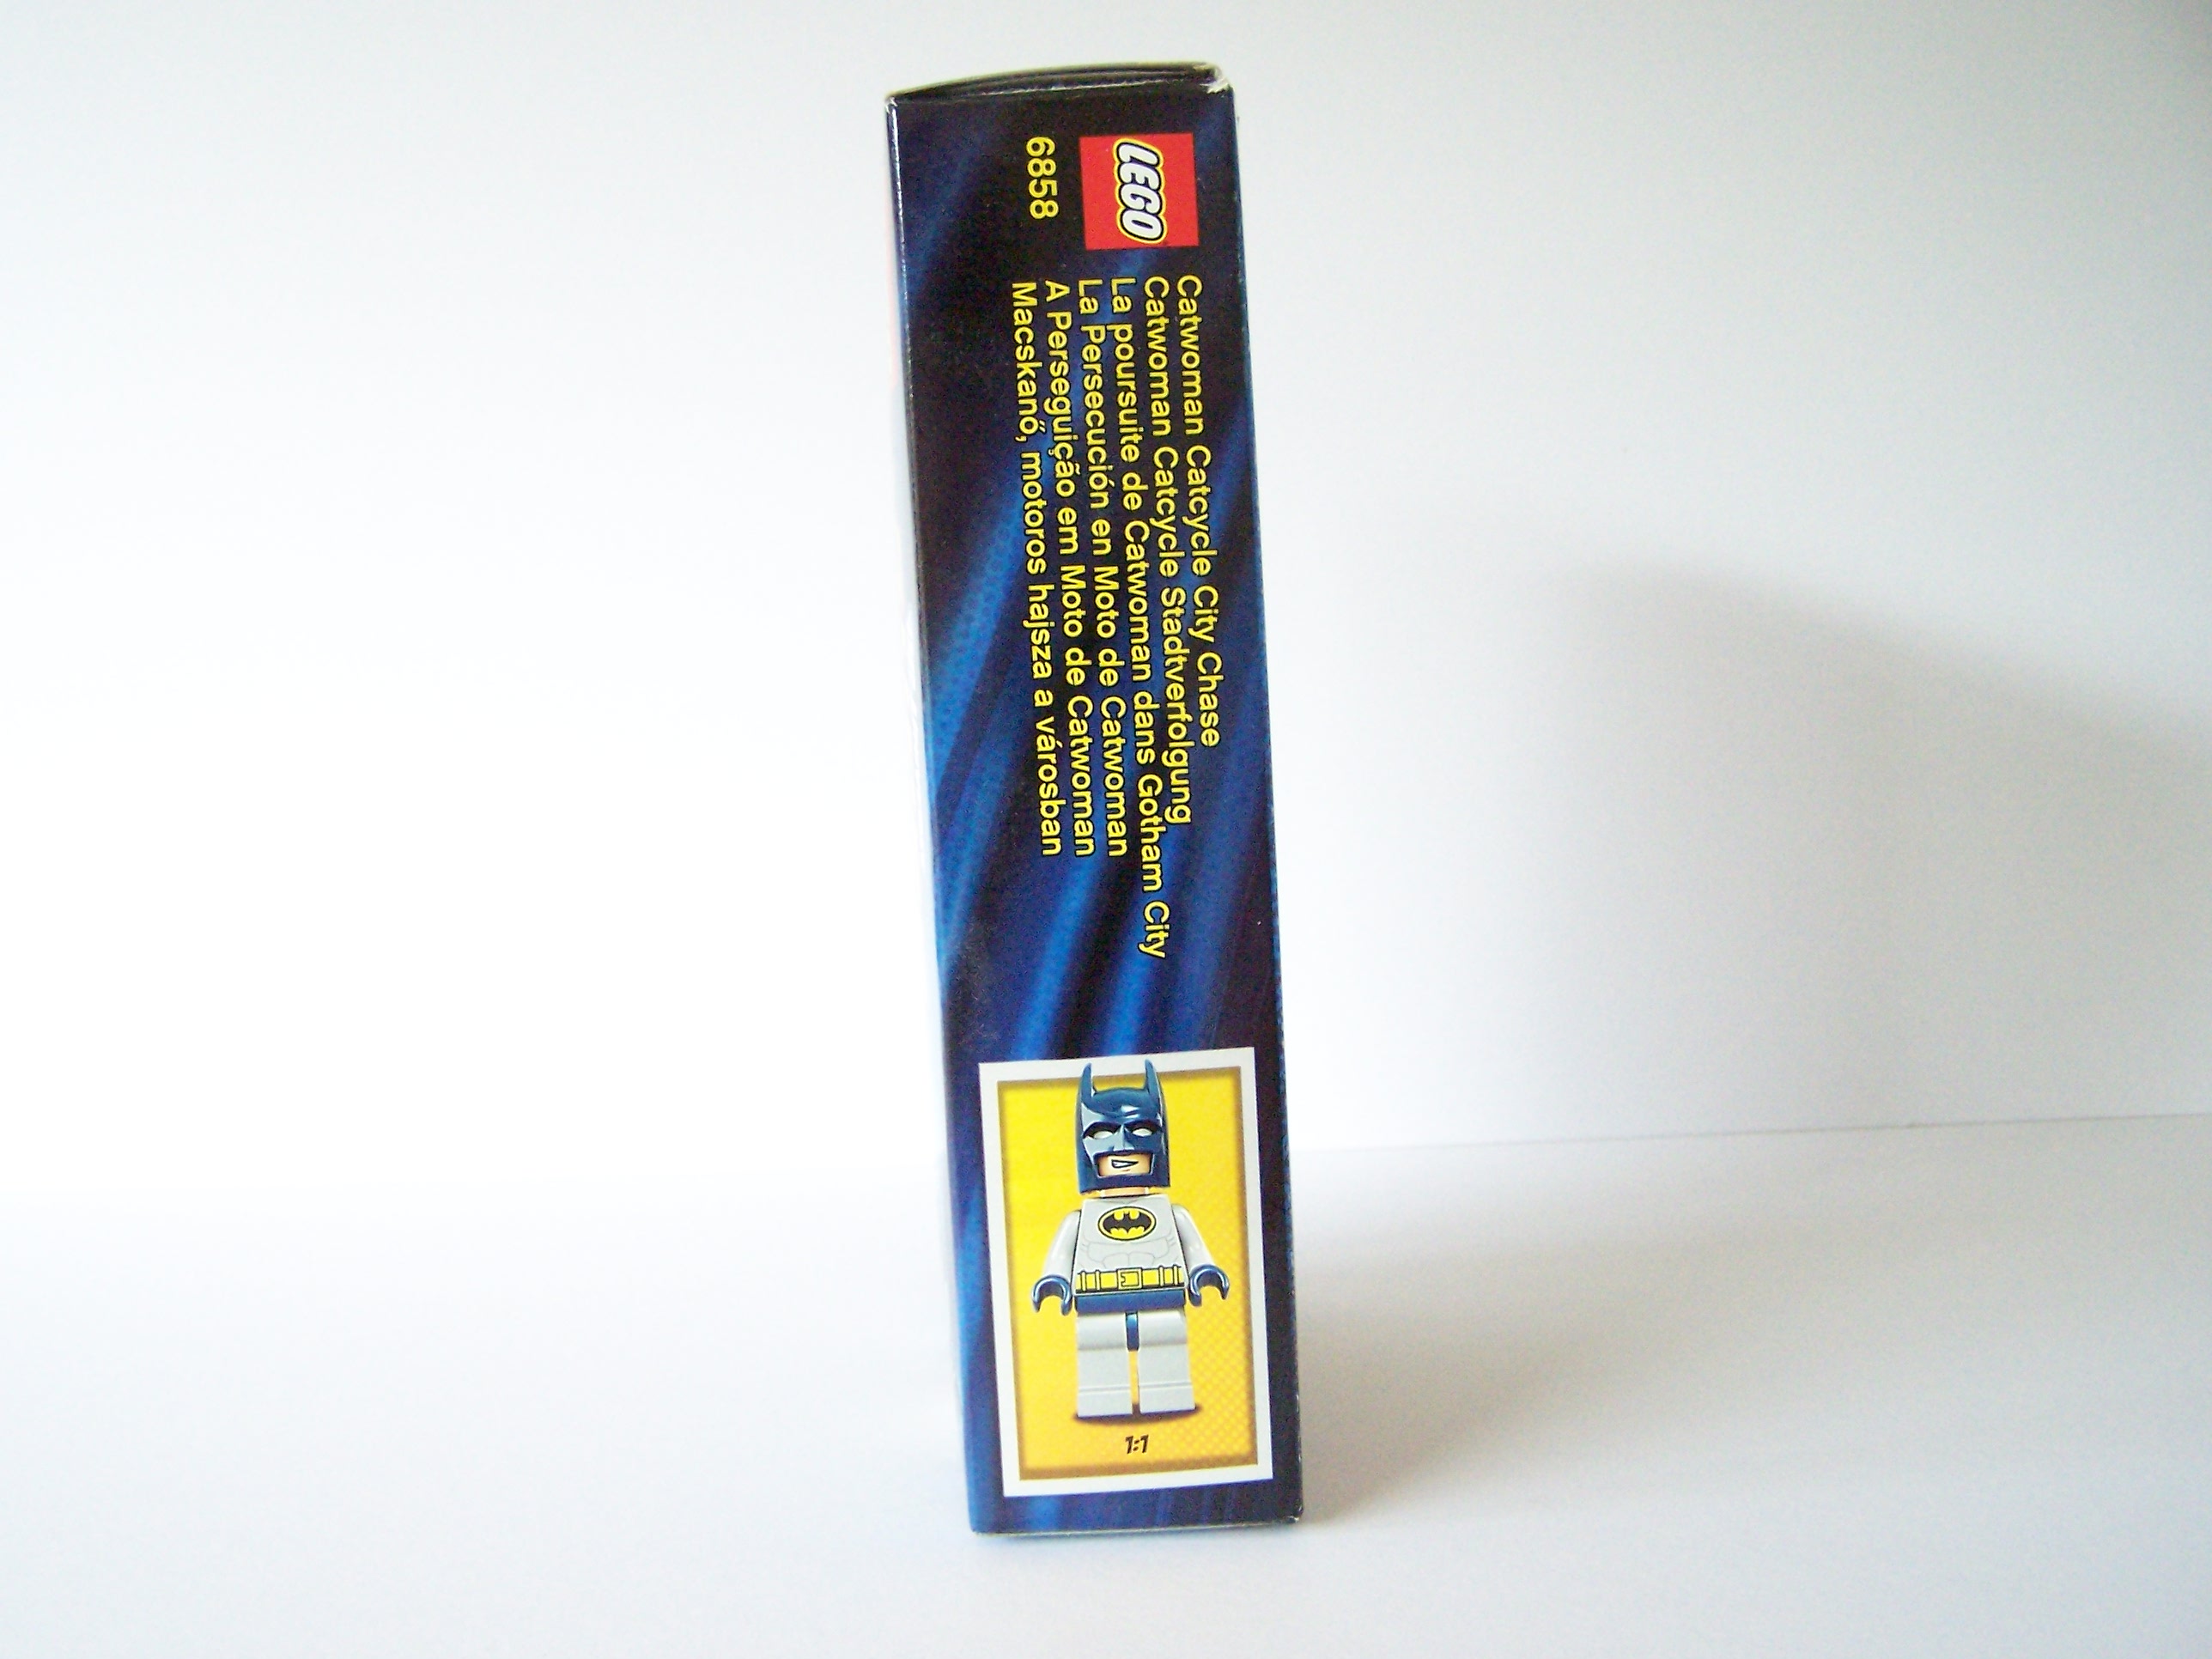 LEGO
6858
Catwoman Catcycle City Chase
Catwoman Catcycle Stadtverfolgung
La poursuite de Catwoman dans Gotham City
La Persecución en Moto de Catwoman
A Perseguição em Moto de Catwoman
Macskanő, motoros hajsza a városban
1:1